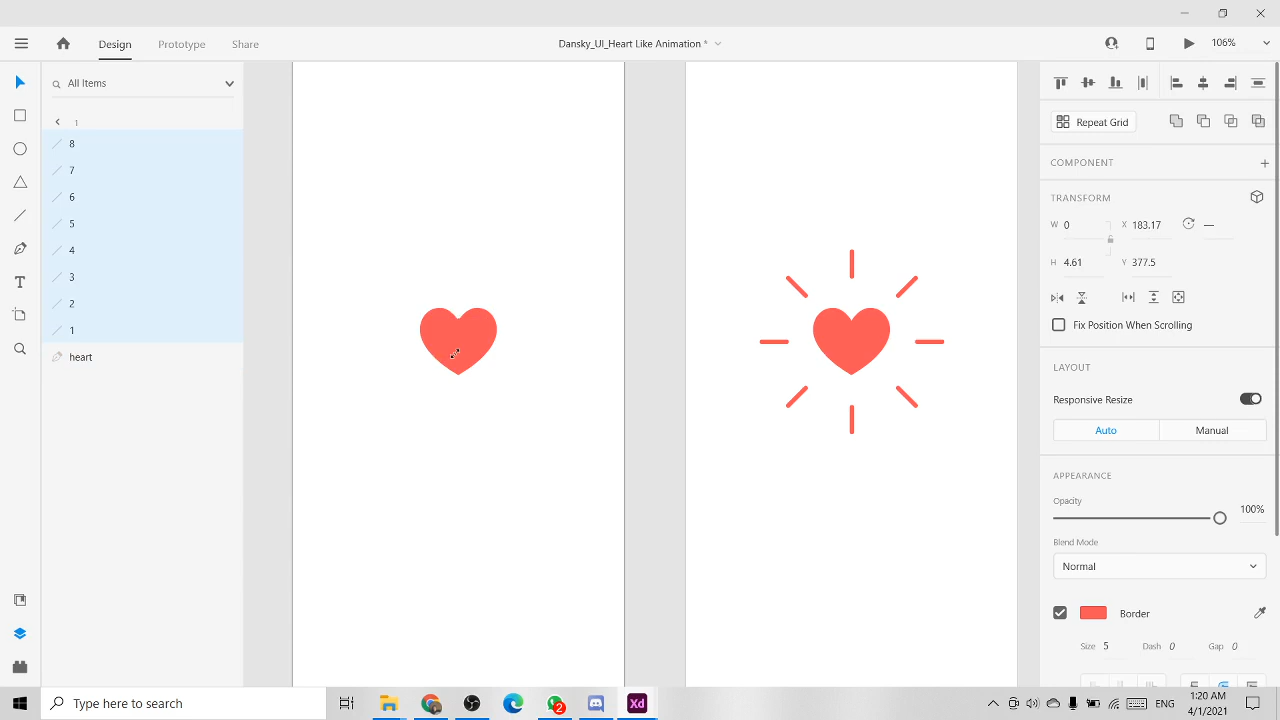 Design Prototype Share Dansky_UI_Heart Like Animation * 106%
All Items
1
8
7
6
5
4
3
2
1
heart
Repeat Grid
COMPONENT
TRANSFORM
W 0 X 183.17 —
H 4.61 Y 377.5
Fix Position When Scrolling
LAYOUT
Responsive Resize
Auto Manual
APPEARANCE
Opacity
100%
Blend Mode
Normal
Border
Size 5 Dash 0 Gap 0
Type here to search
2
Xd
ENG
1:20 AM
4/1/2021